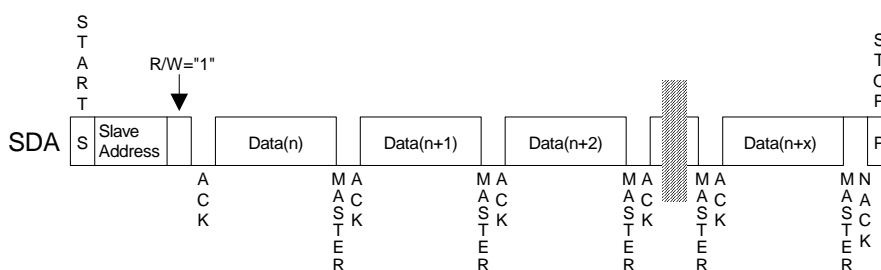 START
STOP
R/W="1"
SDA
S
Slave
Address
Data(n)
Data(n+1)
Data(n+2)
Data(n+x)
P
ACK
MASTER ACK
MASTER ACK
MASTER ACK
MASTER ACK
MASTER NACK